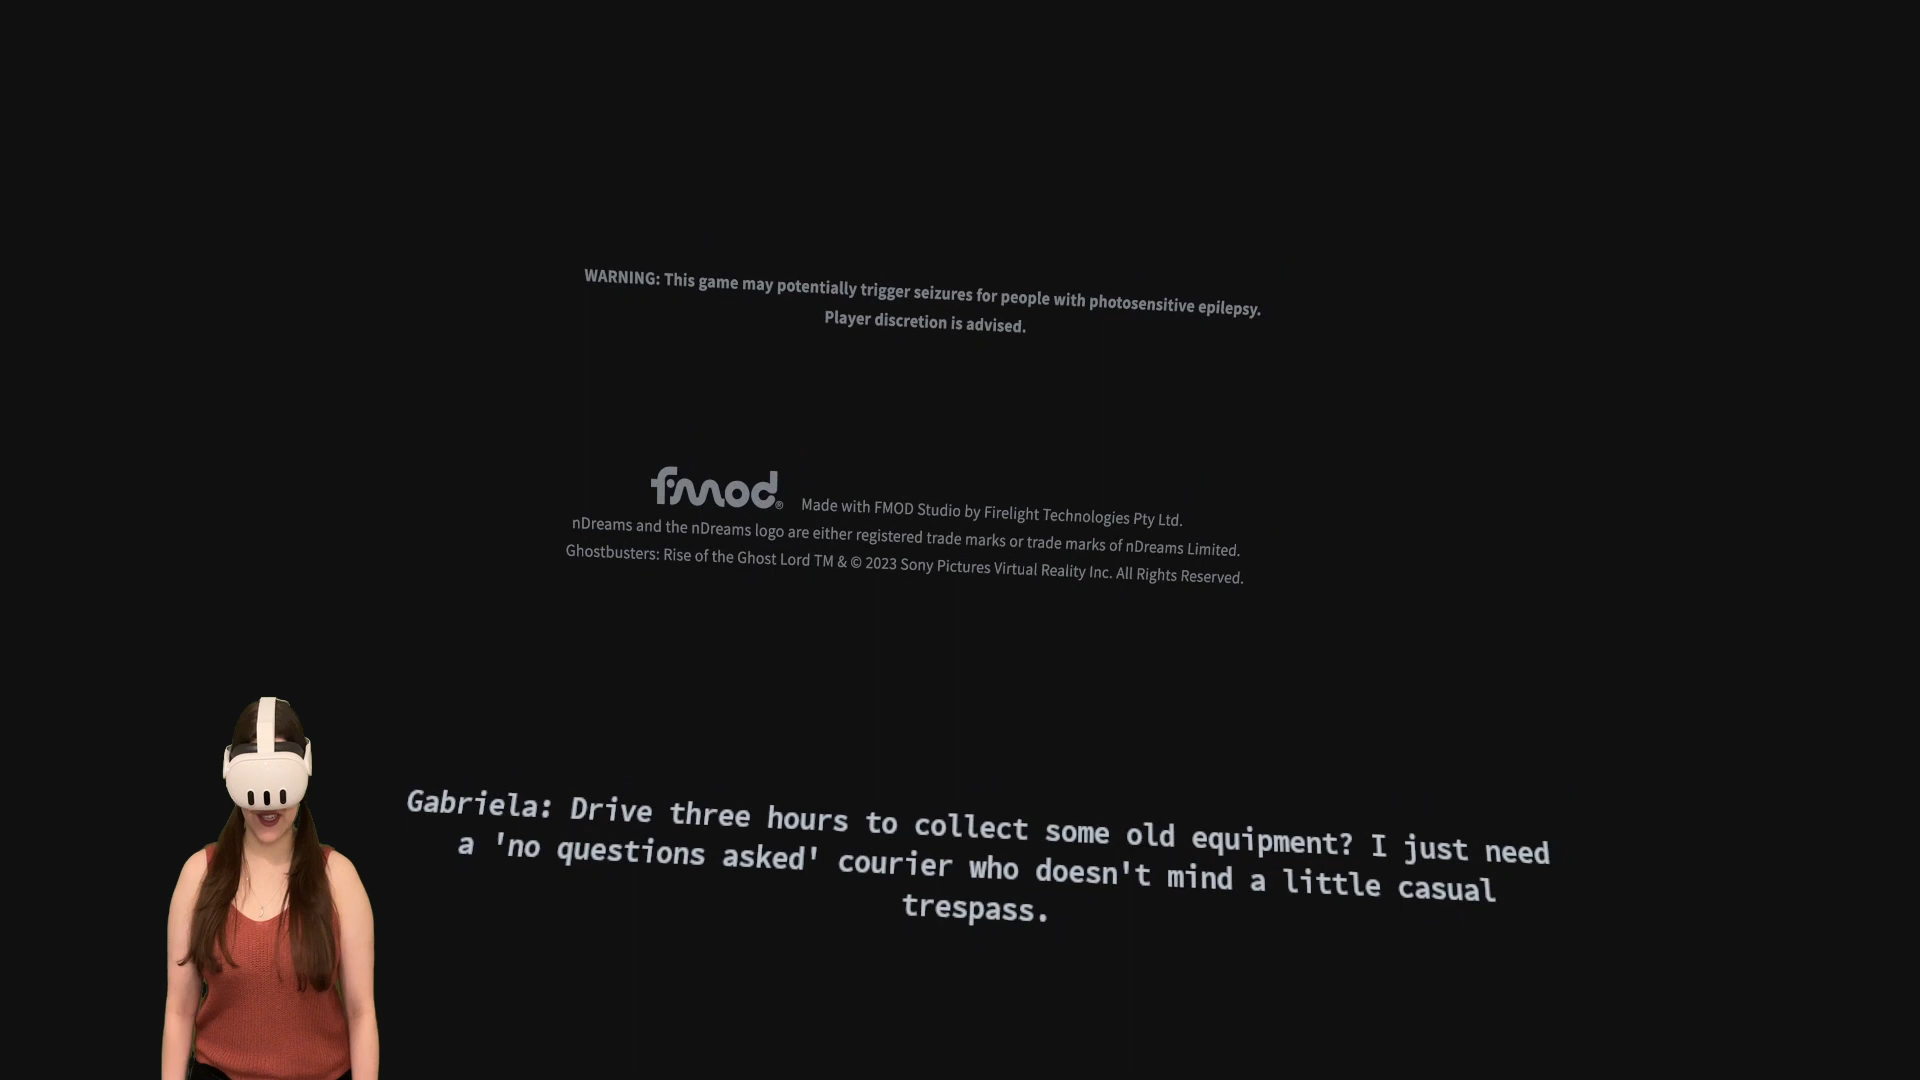 WARNING: This game may potentially trigger seizures for people with photosensitive epilepsy.
Player discretion is advised.
fmod® Made with FMOD Studio by Firelight Technologies Pty Ltd.
nDreams and the nDreams logo are either registered trade marks or trade marks of nDreams Limited.
Ghostbusters: Rise of the Ghost Lord TM & © 2023 Sony Pictures Virtual Reality Inc. All Rights Reserved.
Gabriela: Drive three hours to collect some old equipment? I just need
a 'no questions asked' courier who doesn't mind a little casual
trespass.